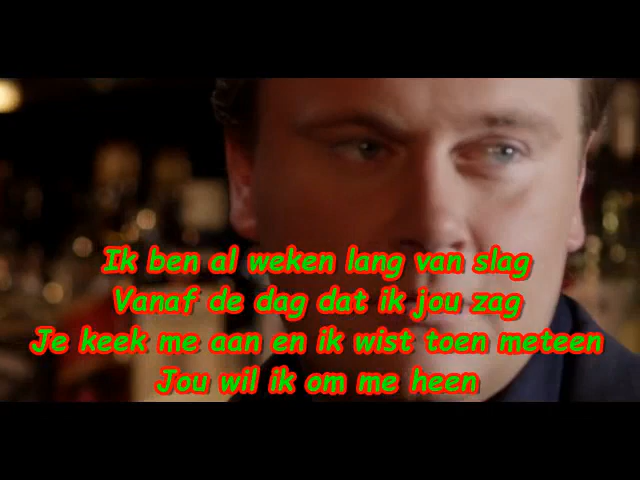 Ik ben al weken lang van slag
Vanaf de dag dat ik jou zag
Je keek me aan en ik wist toen meteen
Jou wil ik om me heen